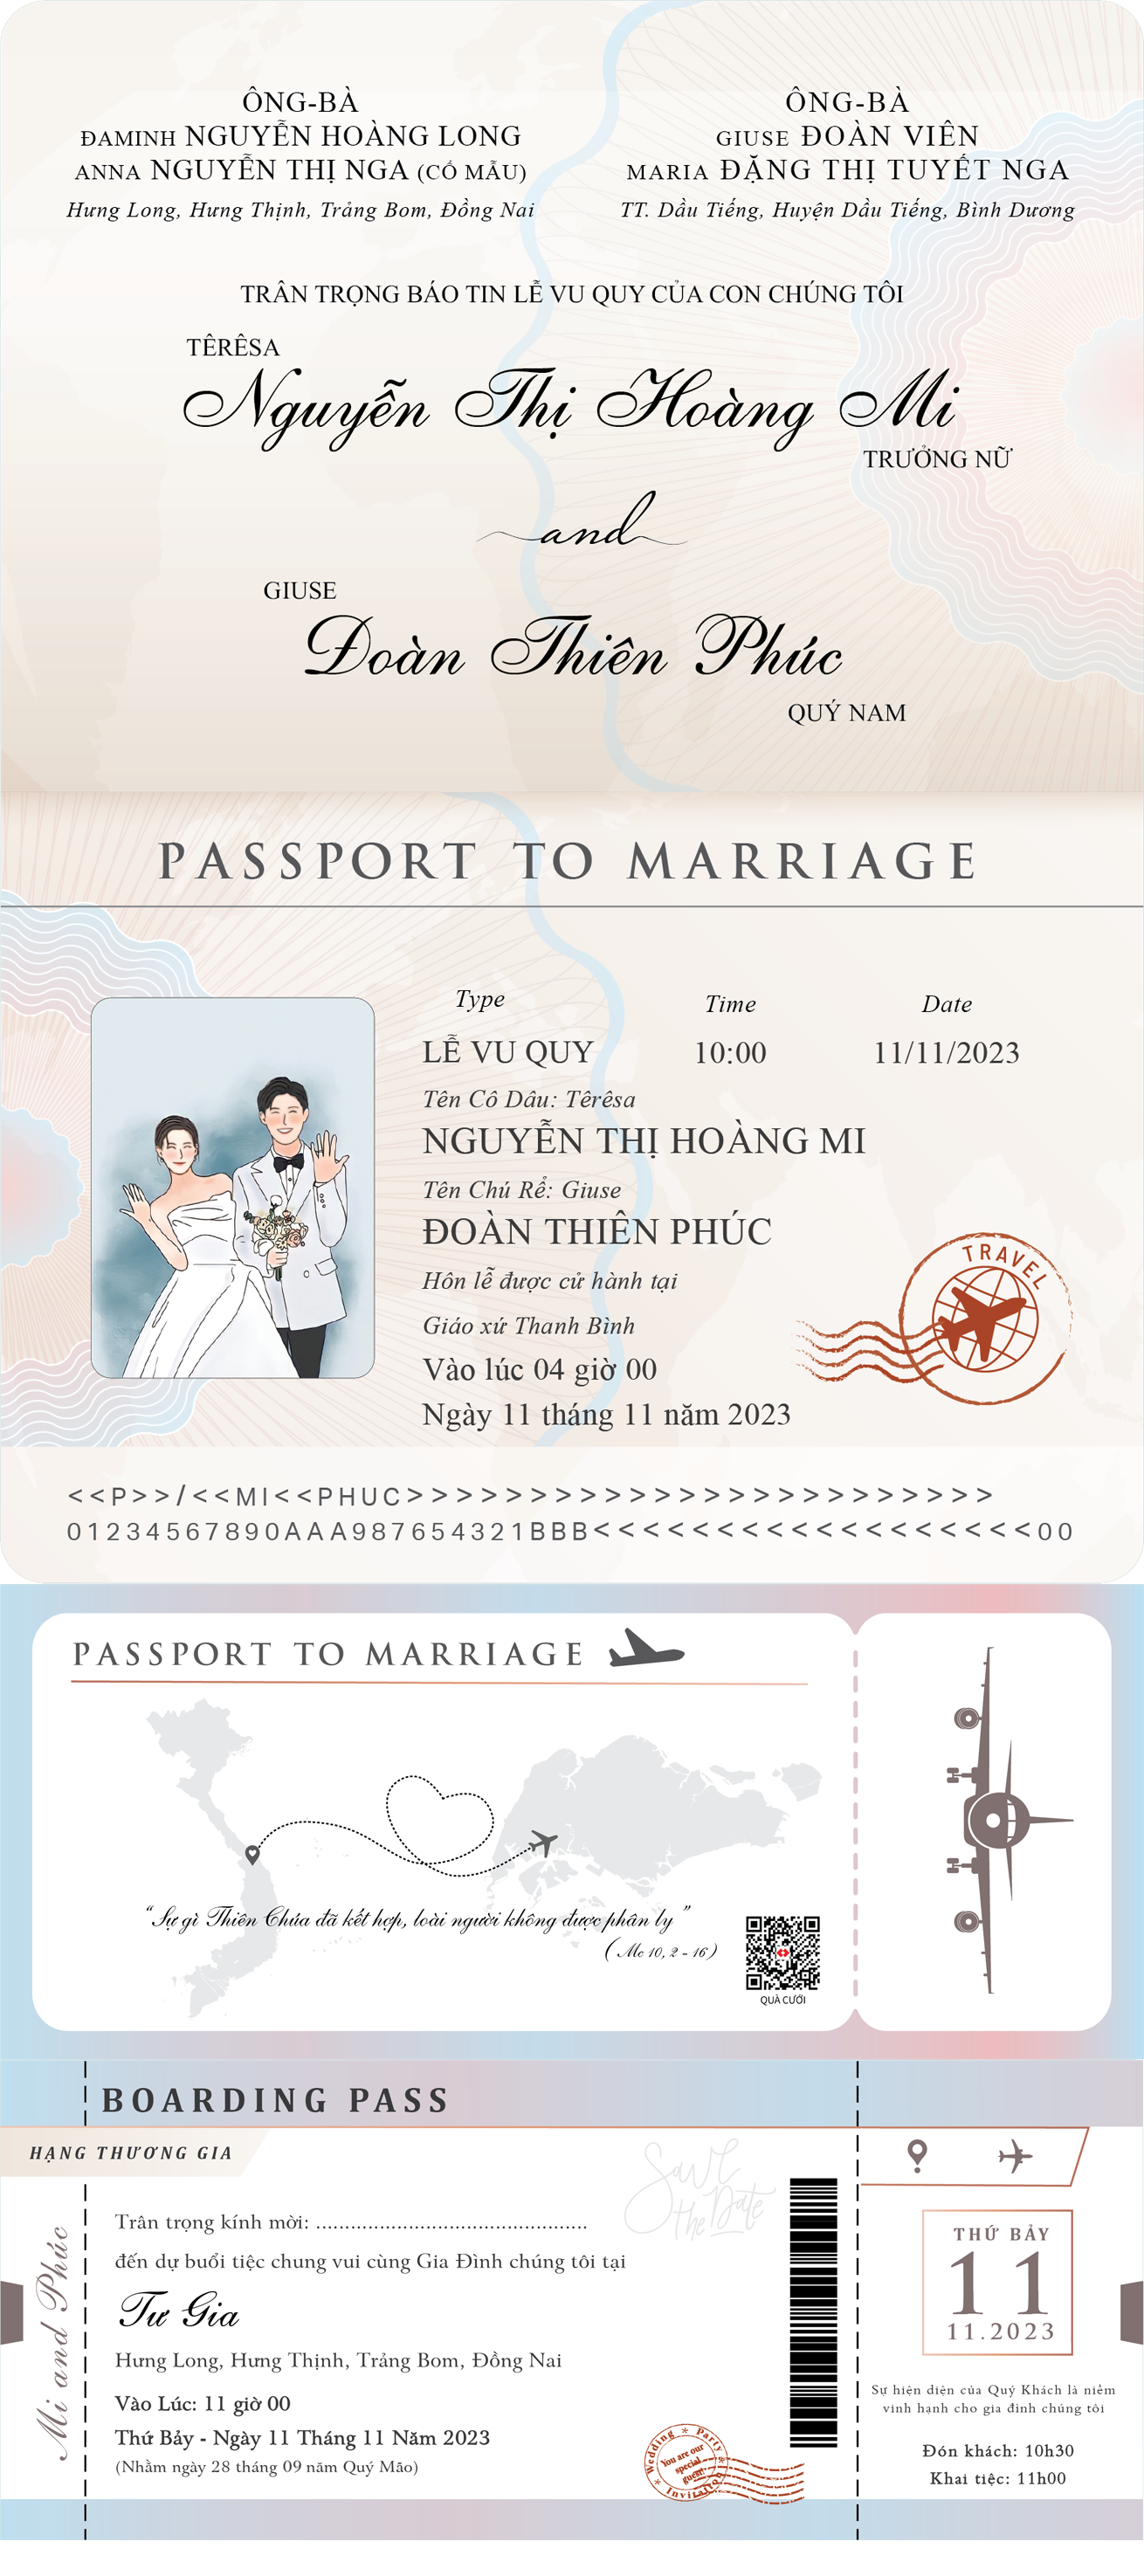 ÔNG-BÀ
ĐAMINH NGUYỄN HOÀNG LONG
ANNA NGUYỄN THỊ NGA (CỐ MẪU)
Hưng Long, Hưng Thịnh, Trảng Bom, Đồng Nai
ÔNG-BÀ
GIUSE ĐOÀN VIÊN
MARIA ĐẶNG THỊ TUYẾT NGA
TT. Dầu Tiếng, Huyện Dầu Tiếng, Bình Dương
TRÂN TRỌNG BÁO TIN LỄ VU QUY CỦA CON CHÚNG TÔI
TÊRÊSA
Nguyễn Thị Hoàng Mi
TRƯỞNG NỮ
and
GIUSE
Đoàn Thiên Phúc
QUÝ NAM
PASSPORT TO MARRIAGE
Type Time Date
LỄ VU QUY 10:00 11/11/2023
Tên Cô Dâu: Têrêsa
NGUYỄN THỊ HOÀNG MI
Tên Chú Rể: Giuse
ĐOÀN THIÊN PHÚC
Hôn lễ được cử hành tại
Giáo xứ Thanh Bình
Vào lúc 04 giờ 00
Ngày 11 tháng 11 năm 2023
TRAVEL
<<P>>/<<MI<<PHUC>>>>>>>>>>>>>>>>>>>>>>>>
01234567890AAA987654321BBB<<<<<<<<<<<<<<<<<<00
PASSPORT TO MARRIAGE
“Sự gì Thiên Chúa đã kết hợp, loài người không được phân ly”
(Mc 10, 2 - 16)
QUÀ CƯỚI
BOARDING PASS
HẠNG THƯƠNG GIA
Mi and Phúc
Save the Date
Trân trọng kính mời: ...............................................
đến dự buổi tiệc chung vui cùng Gia Đình chúng tôi tại
Tư Gia
Hưng Long, Hưng Thịnh, Trảng Bom, Đồng Nai
Vào Lúc: 11 giờ 00
Thứ Bảy - Ngày 11 Tháng 11 Năm 2023
(Nhằm ngày 28 tháng 09 năm Quý Mão)
Wedding * Party * Invitation *
You are our
special
guest
THỨ BẢY
11
11.2023
Sự hiện diện của Quý Khách là niềm
vinh hạnh cho gia đình chúng tôi
Đón khách: 10h30
Khai tiệc: 11h00